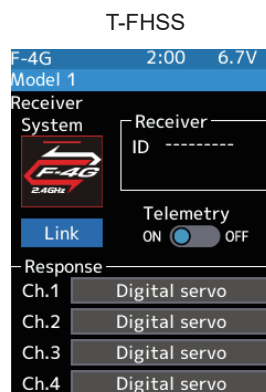 T-FHSS
F-4G 2:00 6.7V
Model 1
Receiver
System
Receiver
ID ---------
F-4G
2.4GHz
Telemetry
Link
ON OFF
Response
Ch.1 Digital servo
Ch.2 Digital servo
Ch.3 Digital servo
Ch.4 Digital servo